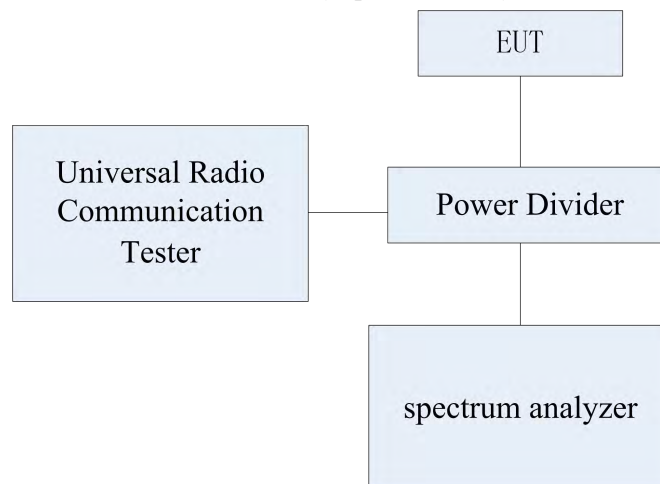 EUT
Universal Radio
Communication
Tester
Power Divider
spectrum analyzer